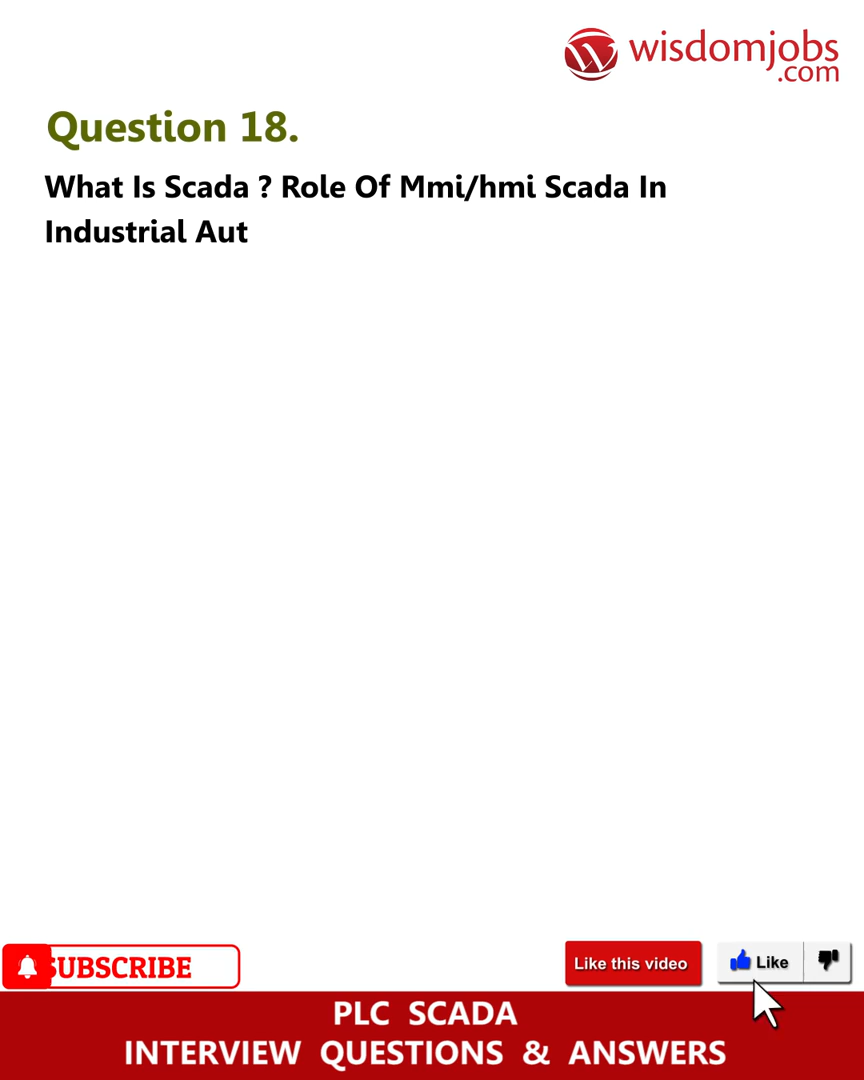 wisdomjobs
.com
Question 18.
What Is Scada ? Role Of Mmi/hmi Scada In
Industrial Aut
SUBSCRIBE
Like this video
Like
PLC SCADA
INTERVIEW QUESTIONS & ANSWERS